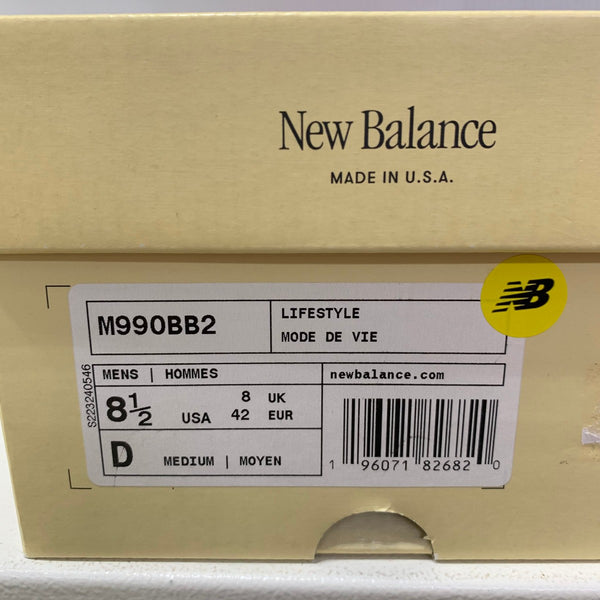 New Balance
MADE IN U.S.A.
NB
M990BB2
LIFESTYLE
MODE DE VIE
S223240546
MENS | HOMMES
newbalance.com
8½ USA 8 UK
42 EUR
D MEDIUM | MOYEN
1 96071 82682 0